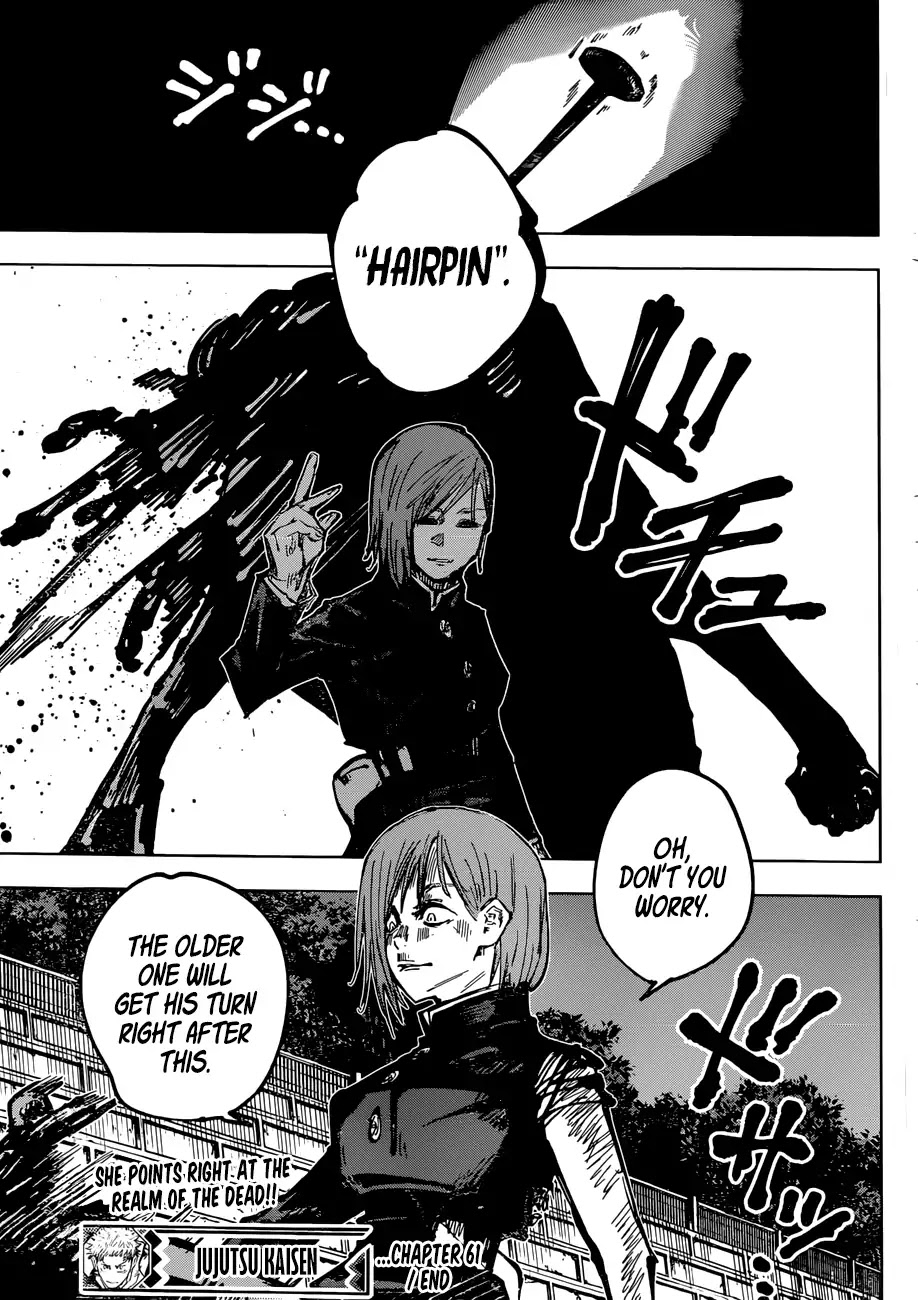 ジジ...
"HAIRPIN".
ドチュ
OH,
DON'T YOU
WORRY.
THE OLDER
ONE WILL
GET HIS TURN
RIGHT AFTER
THIS.
ドサッ...
SHE POINTS RIGHT AT THE
REALM OF THE DEAD!!
JUJUTSU KAISEN
...CHAPTER 61
/ END